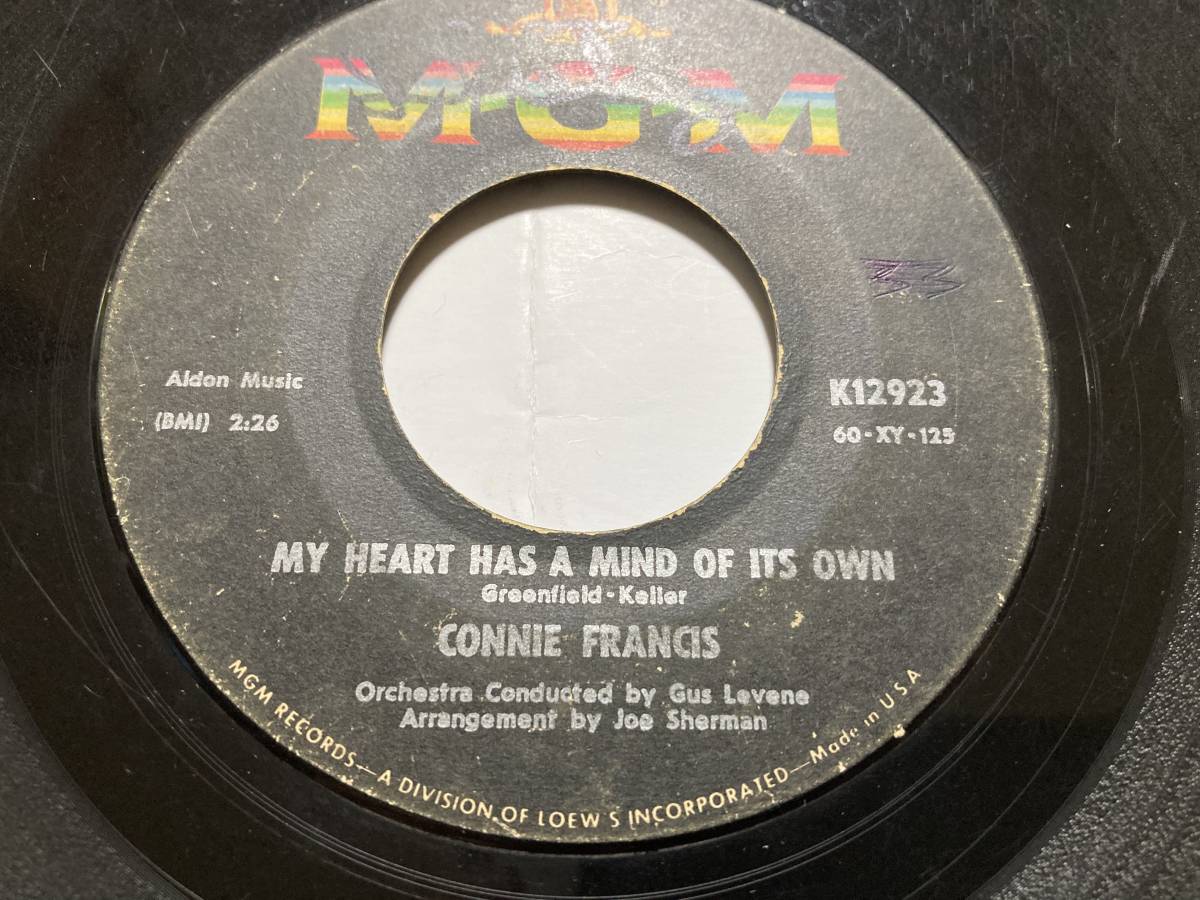 M-G-M
Aldon Music
(BMI) 2:26
K12923
60-XY-125
MY HEART HAS A MIND OF ITS OWN
Greenfield-Keller
CONNIE FRANCIS
Orchestra Conducted by Gus Levene
Arrangement by Joe Sherman
MGM RECORDS—A DIVISION OF LOEW'S INCORPORATED—Made in U S A